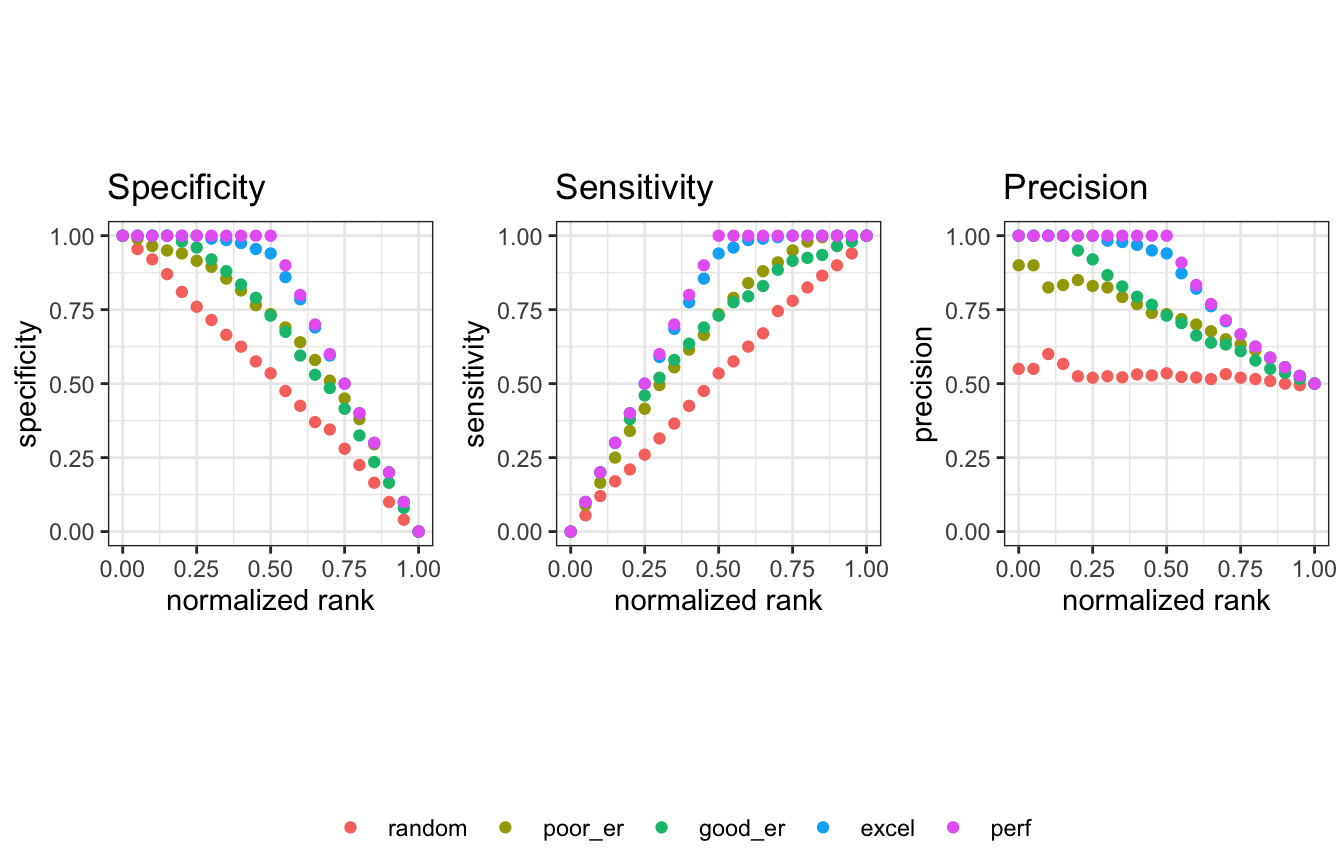 Specificity
Sensitivity
Precision
specificity
1.00
0.75
0.50
0.25
0.00
0.00 0.25 0.50 0.75 1.00
normalized rank
sensitivity
1.00
0.75
0.50
0.25
0.00
0.00 0.25 0.50 0.75 1.00
normalized rank
precision
1.00
0.75
0.50
0.25
0.00
0.00 0.25 0.50 0.75 1.00
normalized rank
random poor_er good_er excel perf